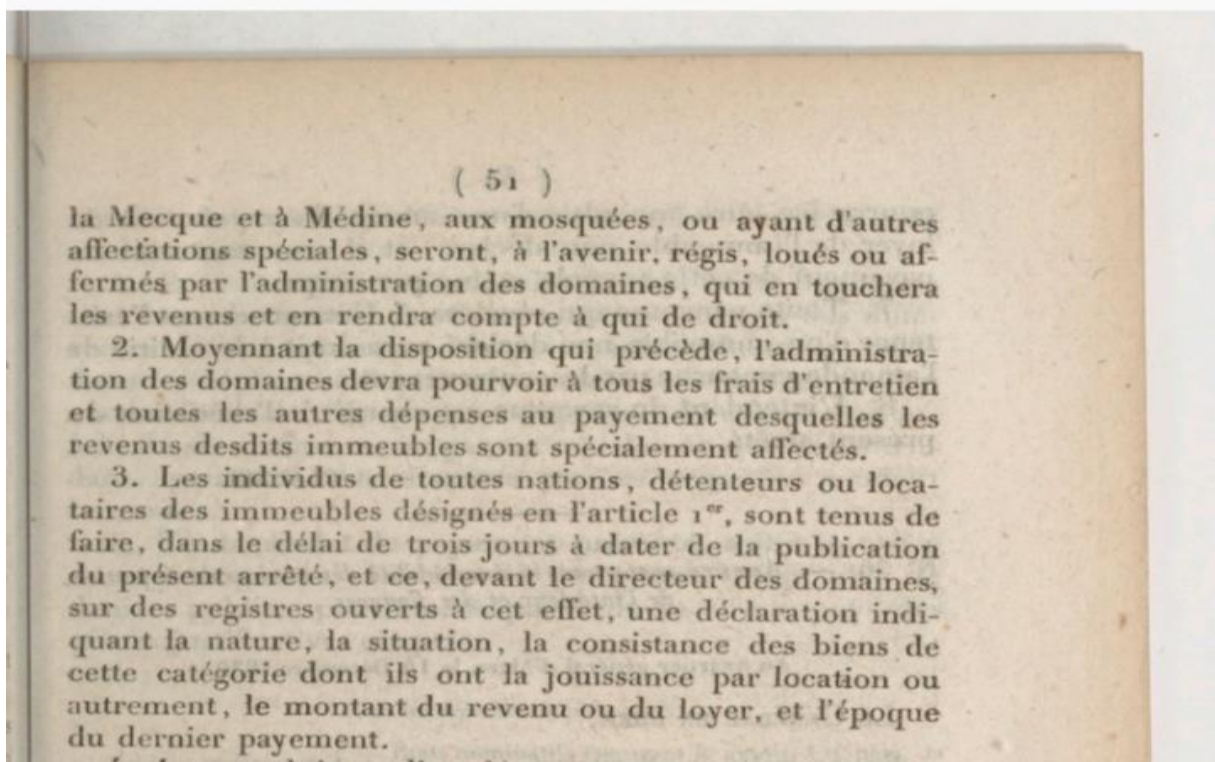 ( 51 )
la Mecque et à Médine, aux mosquées, ou ayant d'autres
affectations spéciales, seront, à l'avenir, régis, loués ou af-
fermés par l'administration des domaines, qui en touchera
les revenus et en rendra compte à qui de droit.
2. Moyennant la disposition qui précède, l'administra-
tion des domaines devra pourvoir à tous les frais d'entretien
et toutes les autres dépenses au payement desquelles les
revenus desdits immeubles sont spécialement affectés.
3. Les individus de toutes nations, détenteurs ou loca-
taires des immeubles désignés en l'article 1er, sont tenus de
faire, dans le délai de trois jours à dater de la publication
du présent arrêté, et ce, devant le directeur des domaines,
sur des registres ouverts à cet effet, une déclaration indi-
quant la nature, la situation, la consistance des biens de
cette catégorie dont ils ont la jouissance par location ou
autrement, le montant du revenu ou du loyer, et l'époque
du dernier payement.